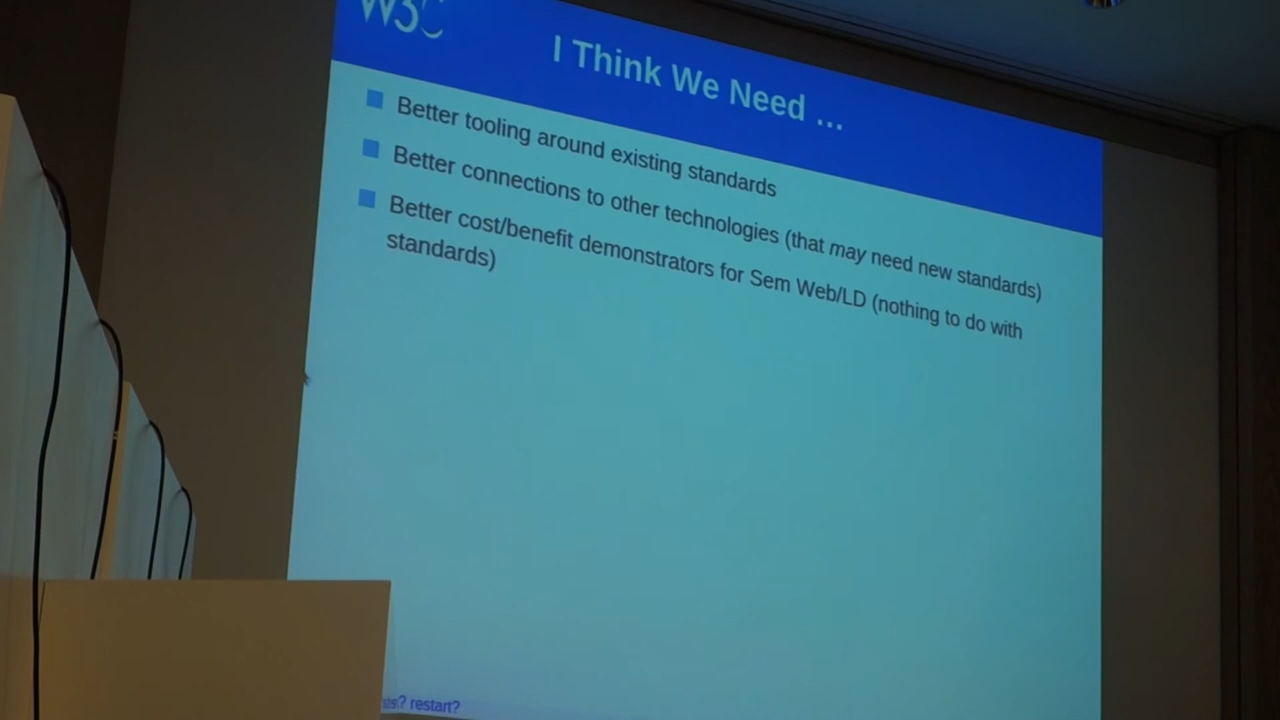 W3C
I Think We Need ...
Better tooling around existing standards
Better connections to other technologies (that may need new standards)
Better cost/benefit demonstrators for Sem Web/LD (nothing to do with
standards)
? restart?